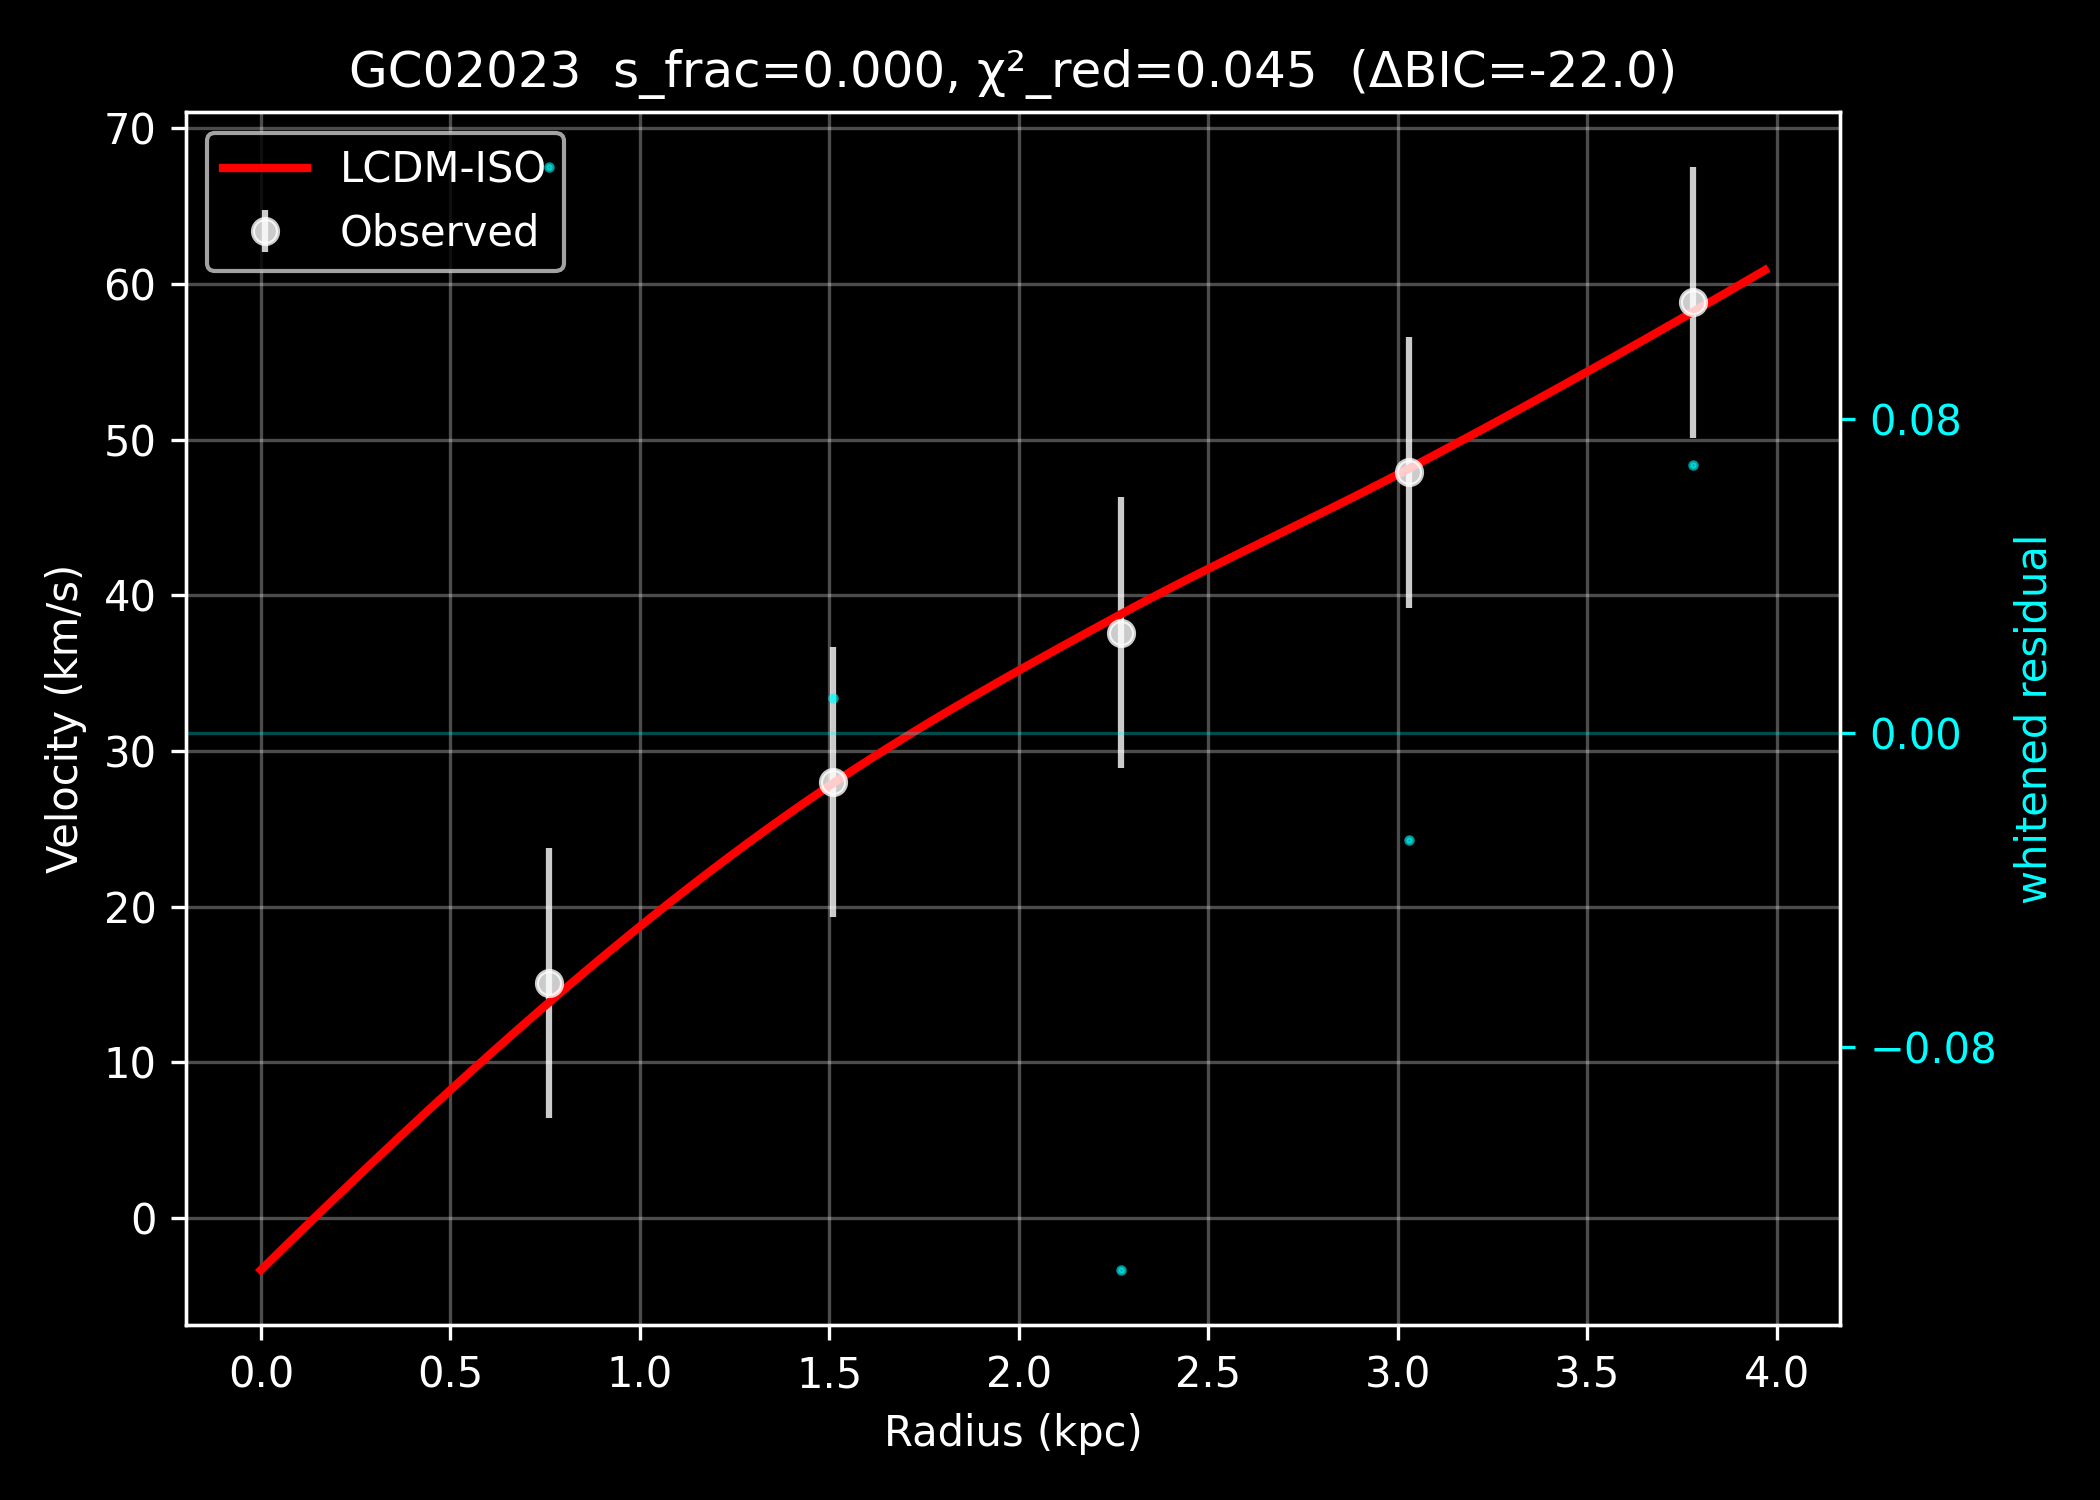 GC02023 s_frac=0.000, χ²_red=0.045 (ΔBIC=-22.0)
LCDM-ISO
Observed
70
60
50
40
30
20
10
0
Velocity (km/s)
0.0 0.5 1.0 1.5 2.0 2.5 3.0 3.5 4.0
Radius (kpc)
0.08
0.00
−0.08
whitened residual